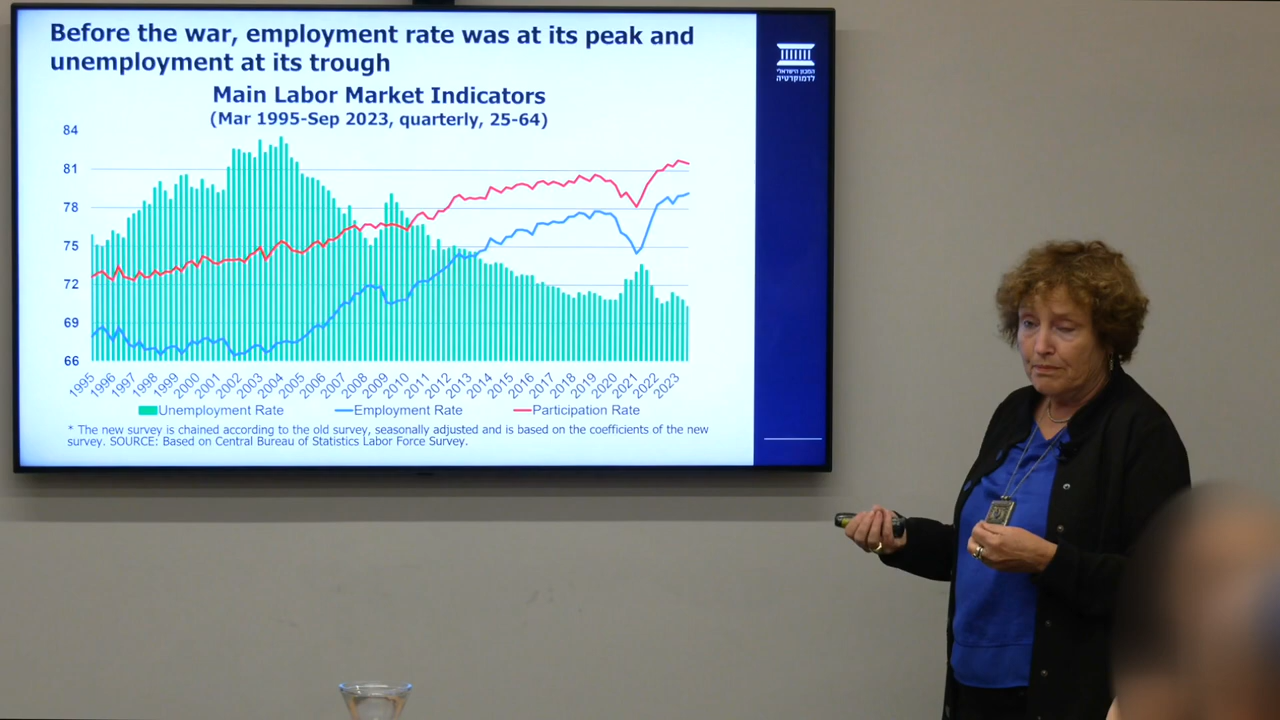 Before the war, employment rate was at its peak and
unemployment at its trough
המכון הישראלי
לדמוקרטיה
Main Labor Market Indicators
(Mar 1995-Sep 2023, quarterly, 25-64)
84
81
78
75
72
69
66
1995 1996 1997 1998 1999 2000 2001 2002 2003 2004 2005 2006 2007 2008 2009 2010 2011 2012 2013 2014 2015 2016 2017 2018 2019 2020 2021 2022 2023
Unemployment Rate Employment Rate Participation Rate
* The new survey is chained according to the old survey, seasonally adjusted and is based on the coefficients of the new
survey. SOURCE: Based on Central Bureau of Statistics Labor Force Survey.